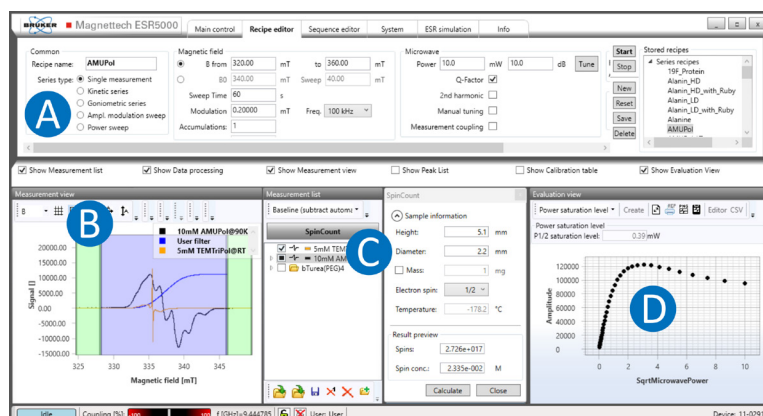 BRUKER Magnettech ESR5000
Main control Recipe editor Sequence editor System ESR simulation Info
Common
Recipe name: AMUPol
Series type: Single measurement
Kinetic series
Goniometric series
Ampl. modulation sweep
Power sweep
A
Magnetic field
B from 320.00 mT to 360.00 mT
B0 340.00 mT Sweep 40.00 mT
Sweep Time 60 s
Modulation 0.20000 mT Freq. 100 kHz
Accumulations: 1
Microwave
Power 10.0 mW 10.0 dB Tune
Q-Factor
2nd harmonic
Manual tuning
Measurement coupling
Start
Stop
New
Reset
Save
Delete
Stored recipes
Series recipes
19F_Protein
Alanin_HD
Alanin_HD_with_Ruby
Alanin_LD
Alanin_LD_with_Ruby
Alanine
AMUPol
Show Measurement list Show Data processing Show Measurement view Show Peak List Show Calibration table Show Evaluation View
Measurement view
B
B
10mM AMUPol@90K
User filter
5mM TEMTriPol@RT
Signal []
20000.00
15000.00
10000.00
5000.00
0.00
-5000.00
-10000.00
-15000.00
325 330 335 340 345
Magnetic field [mT]
Measurement list
Baseline (subtract automa
SpinCount
5mM TEMT
10mM AM
bTurea(PEG)4
C
SpinCount
Sample information
Height: 5.1 mm
Diameter: 2.2 mm
Mass: 1 mg
Electron spin: 1/2
Temperature: -178.2 °C
Result preview
Spins: 2.726e+017
Spin conc.: 2.335e-002 M
Calculate Close
Evaluation view
Power saturation level Create Editor CSV
Power saturation level
P1/2 saturation level: 0.39 mW
Amplitude
120000
100000
80000
60000
40000
20000
0
0 2 4 6 8 10
SqrtMicrowavePower
D
Idle Coupling [%]: -100 100 f [GHz]=9.444785 User: User Device: 11-0291